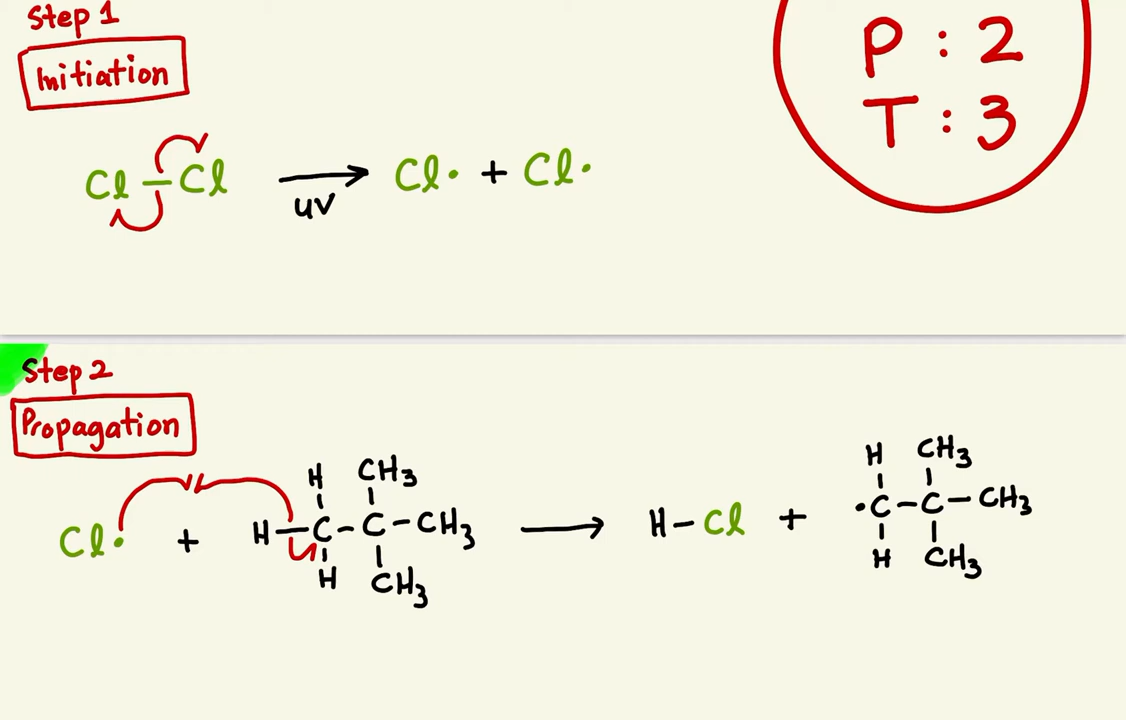 Step 1
Initiation
P : 2
T : 3
Cl — Cl → Cl· + Cl·
uv
Step 2
Propagation
H CH3 H CH3
Cl· + H — C — C — CH3 → H — Cl + ·C — C — CH3
H CH3 H CH3